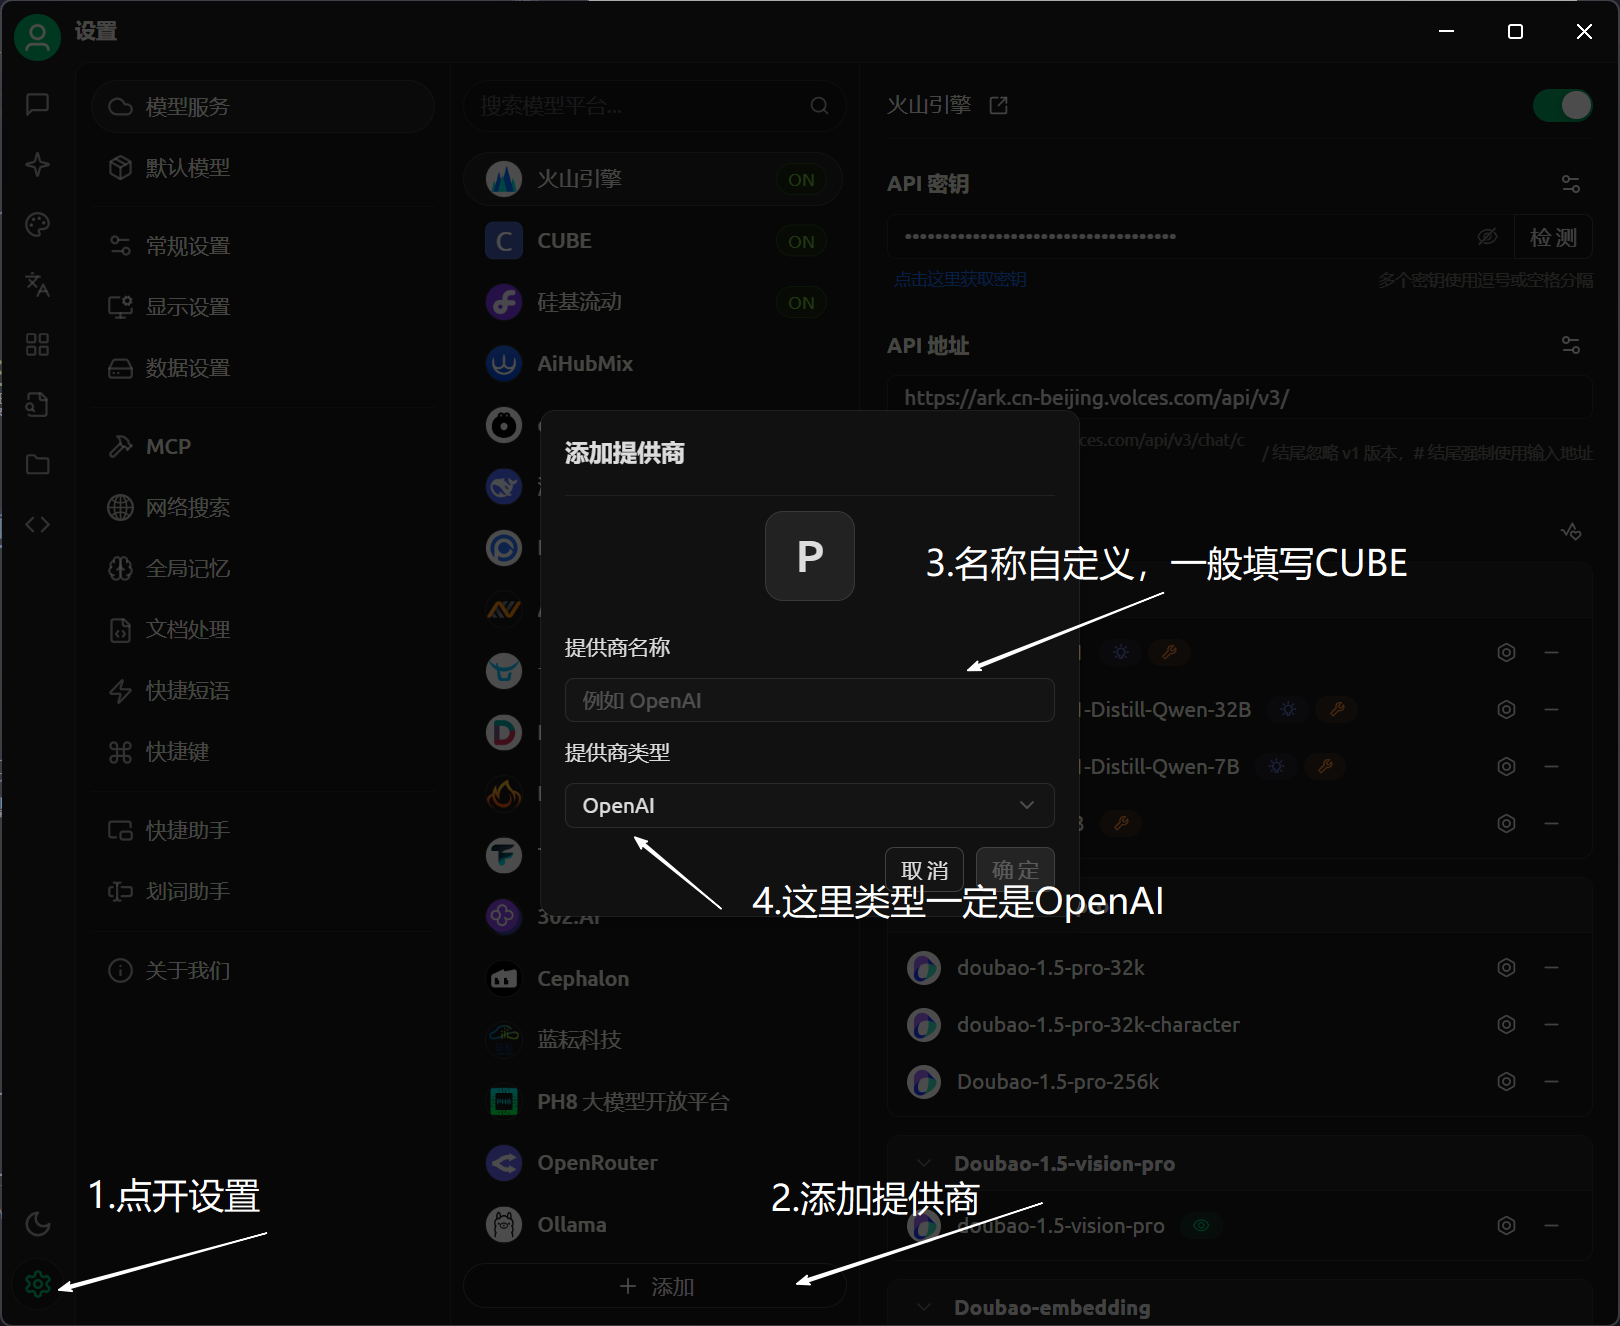 设置
模型服务
默认模型
常规设置
显示设置
数据设置
MCP
网络搜索
全局记忆
文档处理
快捷短语
快捷键
快捷助手
划词助手
关于我们
搜索模型平台...
火山引擎 ON
CUBE ON
硅基流动 ON
AiHubMix
302.AI
Cephalon
蓝耘科技
PH8 大模型开放平台
OpenRouter
Ollama
添加
火山引擎
API 密钥
检测
点击这里获取密钥
多个密钥使用逗号或空格分隔
API 地址
https://ark.cn-beijing.volces.com/api/v3/
ces.com/api/v3/chat/c
/ 结尾忽略 v1 版本，# 结尾强制使用输入地址
添加提供商
P
提供商名称
例如 OpenAI
提供商类型
OpenAI
取消
确定
-Distill-Qwen-32B
-Distill-Qwen-7B
doubao-1.5-pro-32k
doubao-1.5-pro-32k-character
Doubao-1.5-pro-256k
Doubao-1.5-vision-pro
doubao-1.5-vision-pro
Doubao-embedding
1.点开设置
2.添加提供商
3.名称自定义，一般填写CUBE
4.这里类型一定是OpenAI